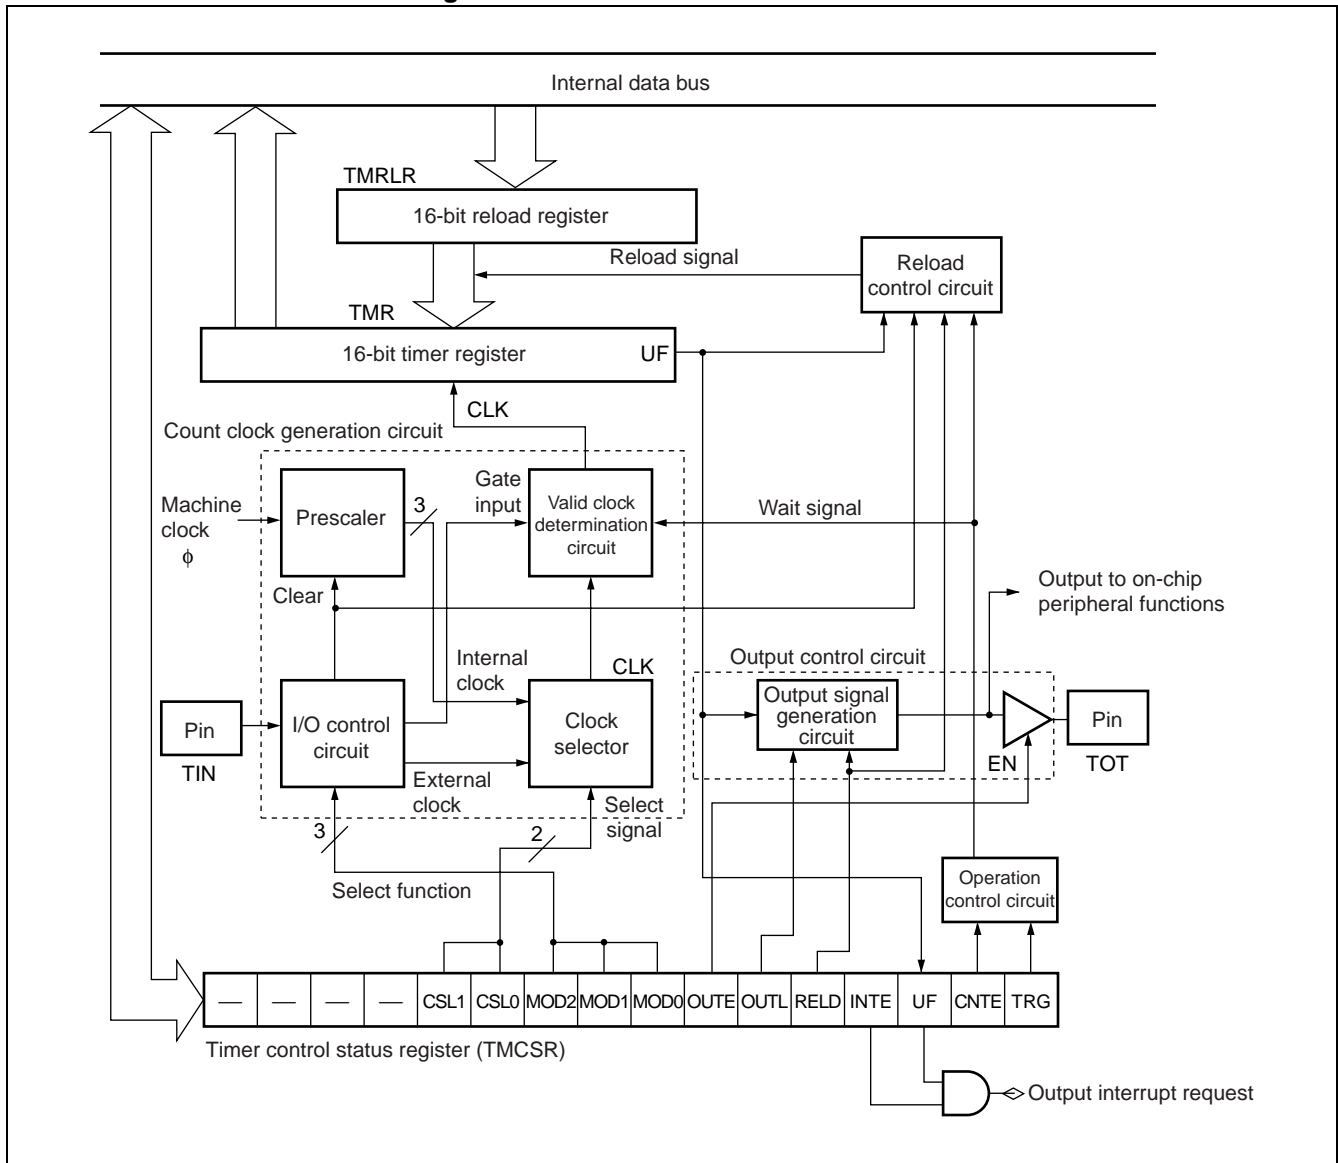 Internal data bus
TMRLR
16-bit reload register
Reload signal
Reload
control circuit
TMR
16-bit timer register
UF
CLK
Count clock generation circuit
Machine
clock
ϕ
Prescaler
3
Gate
input
Valid clock
determination
circuit
Wait signal
Clear
Output to on-chip
peripheral functions
Internal
clock
CLK
Output control circuit
Pin
TIN
I/O control
circuit
Clock
selector
Output signal
generation
circuit
EN
Pin
TOT
External
clock
Select
signal
3
2
Select function
Operation
control circuit
— — — — CSL1 CSL0 MOD2 MOD1 MOD0 OUTE OUTL RELD INTE UF CNTE TRG
Timer control status register (TMCSR)
Output interrupt request